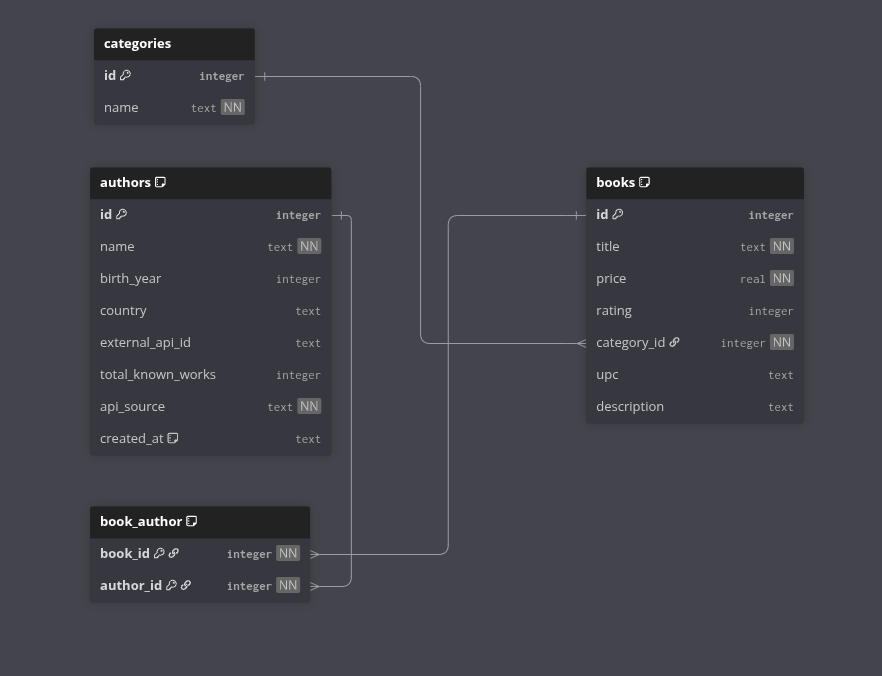 categories
id integer
name text NN
authors
id integer
name text NN
birth_year integer
country text
external_api_id text
total_known_works integer
api_source text NN
created_at text
books
id integer
title text NN
price real NN
rating integer
category_id integer NN
upc text
description text
book_author
book_id integer NN
author_id integer NN